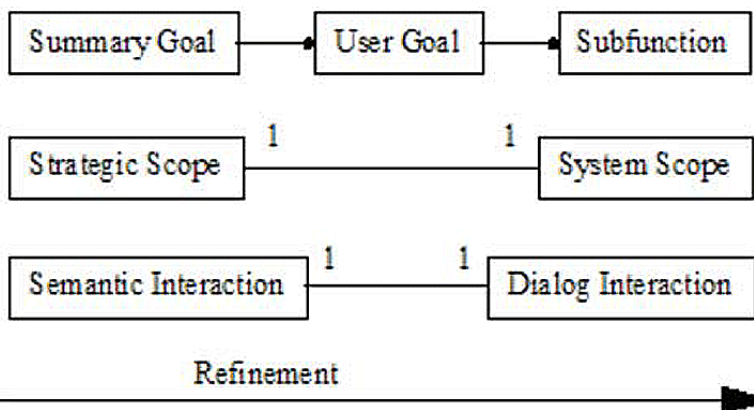 Summary Goal User Goal Subfunction
1 1
Strategic Scope System Scope
1 1
Semantic Interaction Dialog Interaction
Refinement